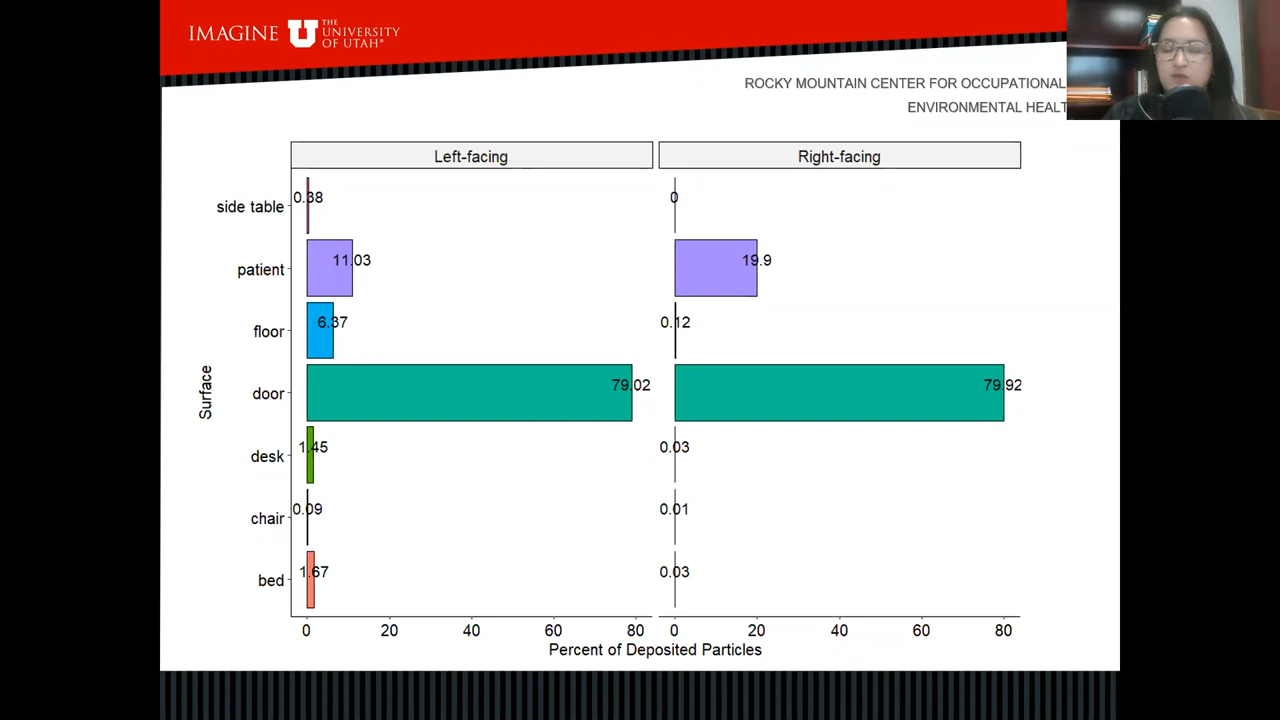 IMAGINE
THE
UNIVERSITY
OF UTAH®
ROCKY MOUNTAIN CENTER FOR OCCUPATIONAL
ENVIRONMENTAL HEALT
Left-facing
Right-facing
side table
0.38
0
patient
11.03
19.9
floor
6.37
0.12
door
79.02
79.92
Surface
desk
1.45
0.03
chair
0.09
0.01
bed
1.67
0.03
0 20 40 60 80
0 20 40 60 80
Percent of Deposited Particles